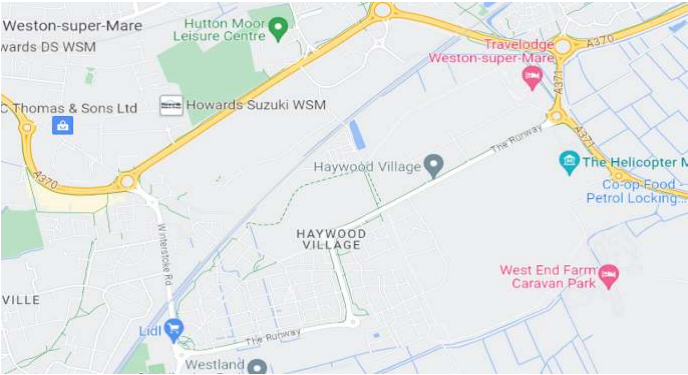 Weston-super-Mare
wards DS WSM
Hutton Moor
Leisure Centre
Travelodge
Weston-super-Mare
A370
A371
C Thomas & Sons Ltd
Howards Suzuki WSM
The Runway
A371
Haywood Village
The Helicopter M
Co-op Food -
Petrol Locking...
A370
HAYWOOD
VILLAGE
Winterstoke Rd
West End Farm
Caravan Park
VILLE
Lidl
The Runway
Westland